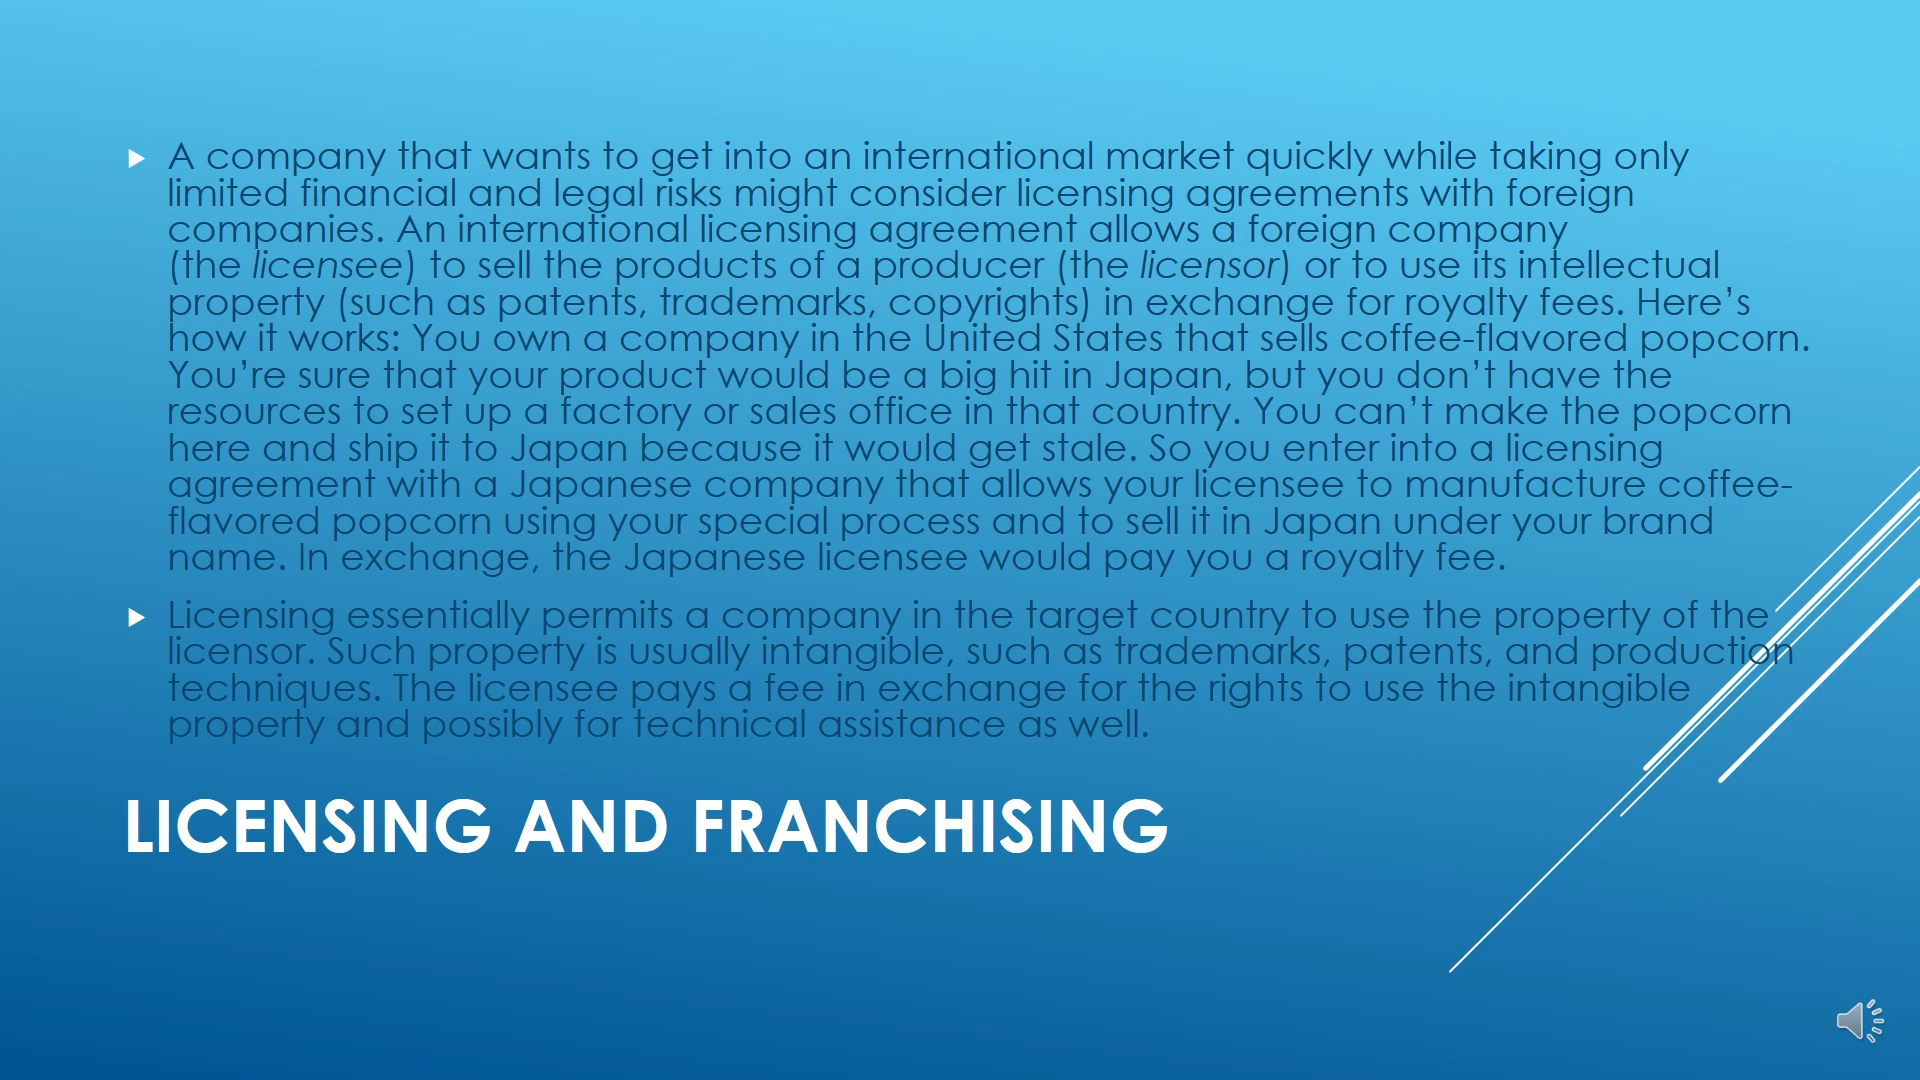 A company that wants to get into an international market quickly while taking only
limited financial and legal risks might consider licensing agreements with foreign
companies. An international licensing agreement allows a foreign company
(the licensee) to sell the products of a producer (the licensor) or to use its intellectual
property (such as patents, trademarks, copyrights) in exchange for royalty fees. Here’s
how it works: You own a company in the United States that sells coffee-flavored popcorn.
You’re sure that your product would be a big hit in Japan, but you don’t have the
resources to set up a factory or sales office in that country. You can’t make the popcorn
here and ship it to Japan because it would get stale. So you enter into a licensing
agreement with a Japanese company that allows your licensee to manufacture coffee-
flavored popcorn using your special process and to sell it in Japan under your brand
name. In exchange, the Japanese licensee would pay you a royalty fee.
Licensing essentially permits a company in the target country to use the property of the
licensor. Such property is usually intangible, such as trademarks, patents, and production
techniques. The licensee pays a fee in exchange for the rights to use the intangible
property and possibly for technical assistance as well.
LICENSING AND FRANCHISING